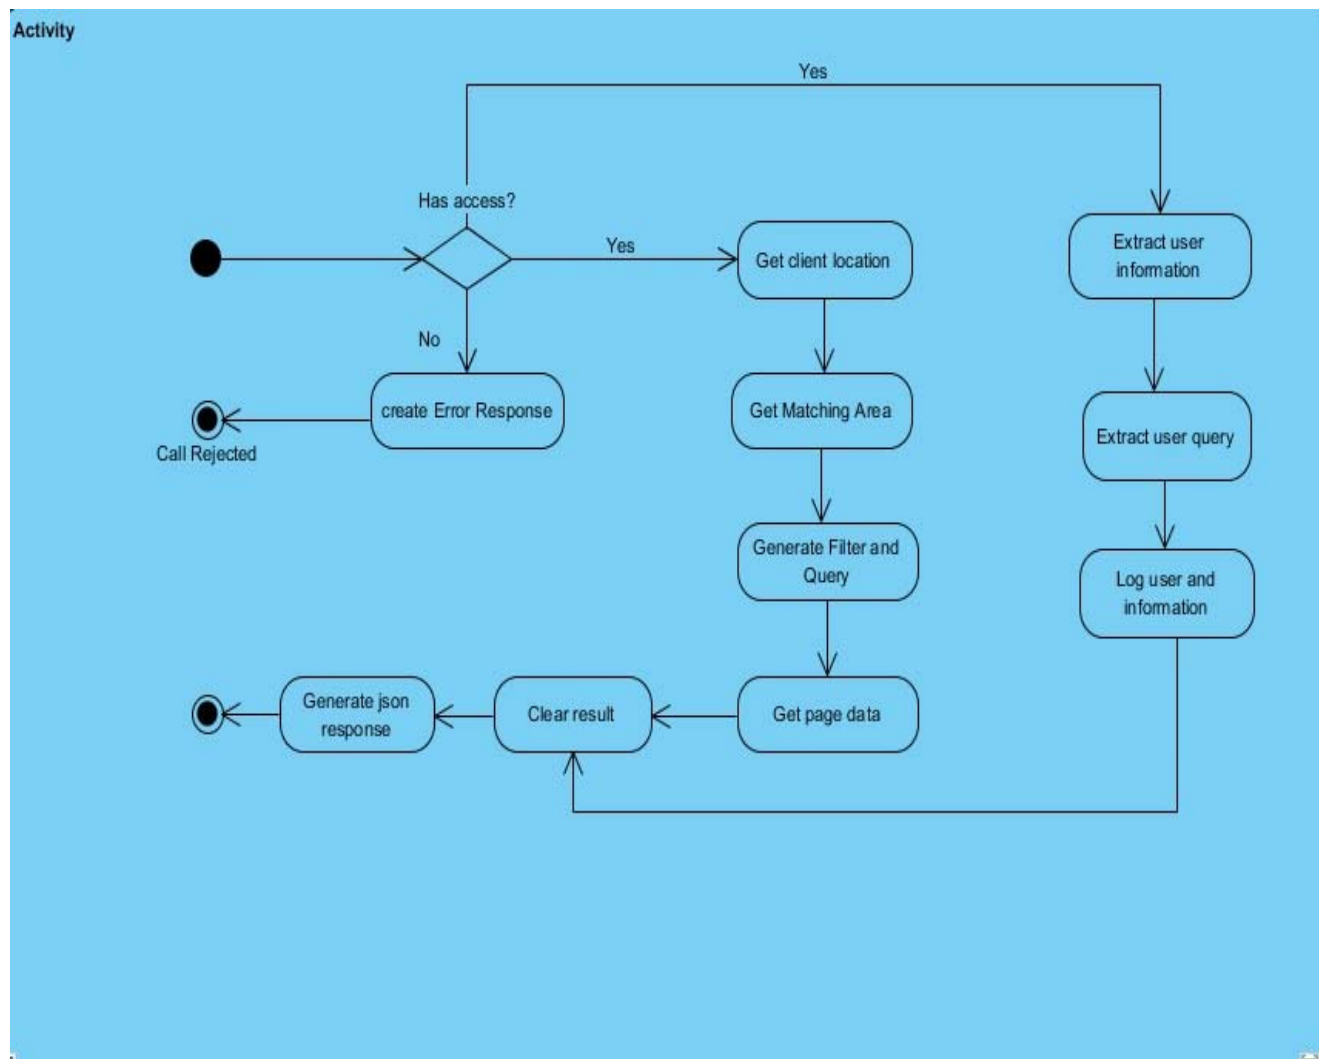 Activity
Yes
Has access?
Yes
Get client location
Extract user
information
No
create Error Response
Call Rejected
Get Matching Area
Extract user query
Generate Filter and
Query
Log user and
information
Generate json
response
Clear result
Get page data